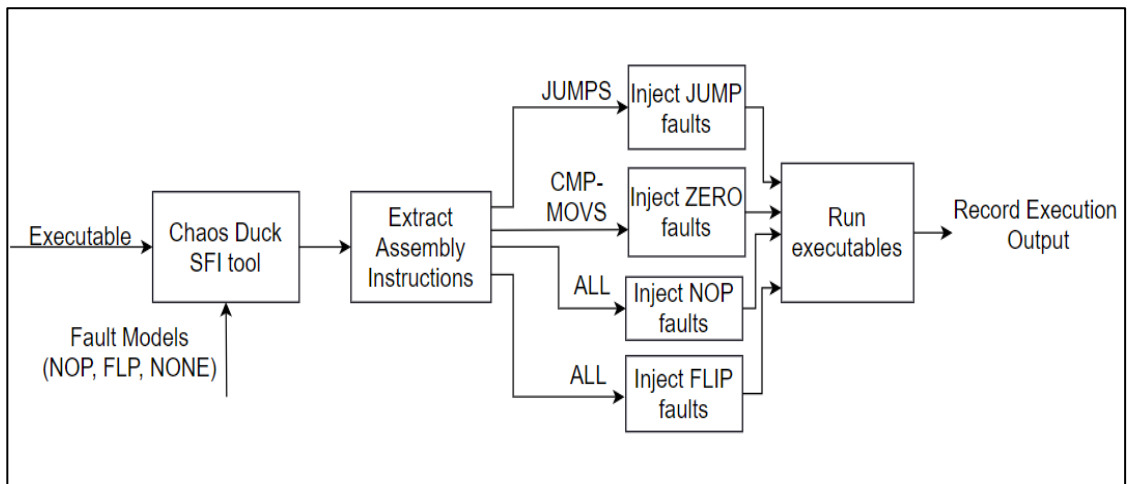 Executable
Chaos Duck
SFI tool
Fault Models
(NOP, FLP, NONE)
Extract
Assembly
Instructions
JUMPS
Inject JUMP
faults
CMP-
MOVS
Inject ZERO
faults
ALL
Inject NOP
faults
ALL
Inject FLIP
faults
Run
executables
Record Execution
Output